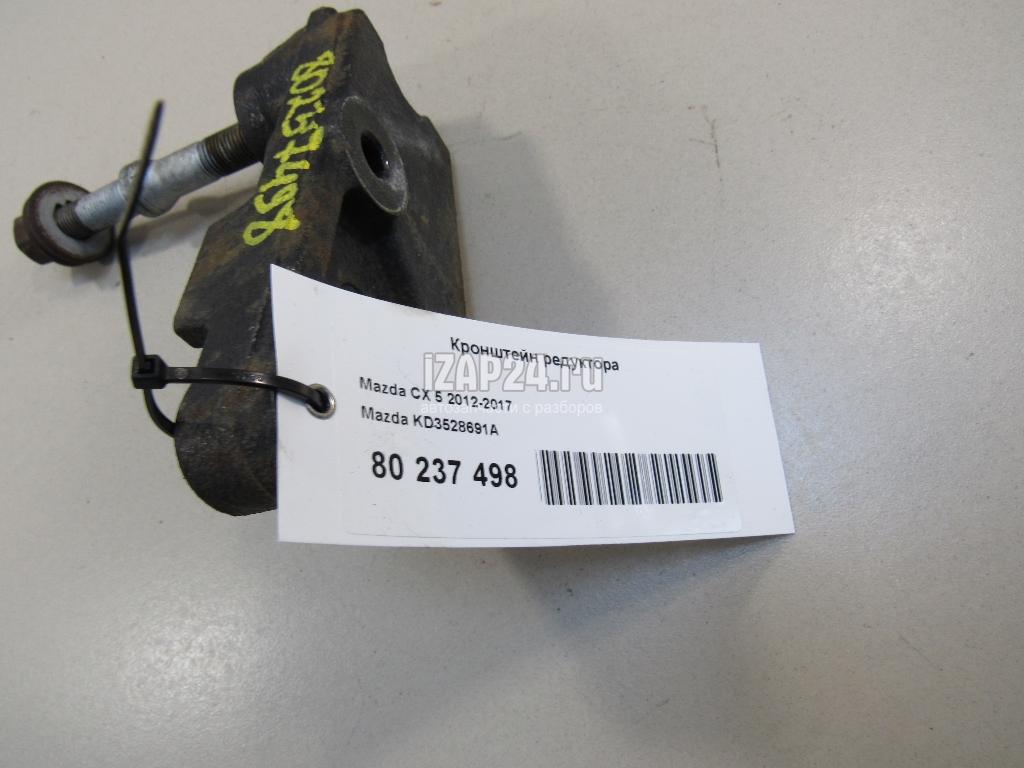 80237498
Кронштейн редуктора
iZAP24.ru
Mazda CX 5 2012-2017
автозапчасти с разборов
Mazda KD3528691A
80 237 498